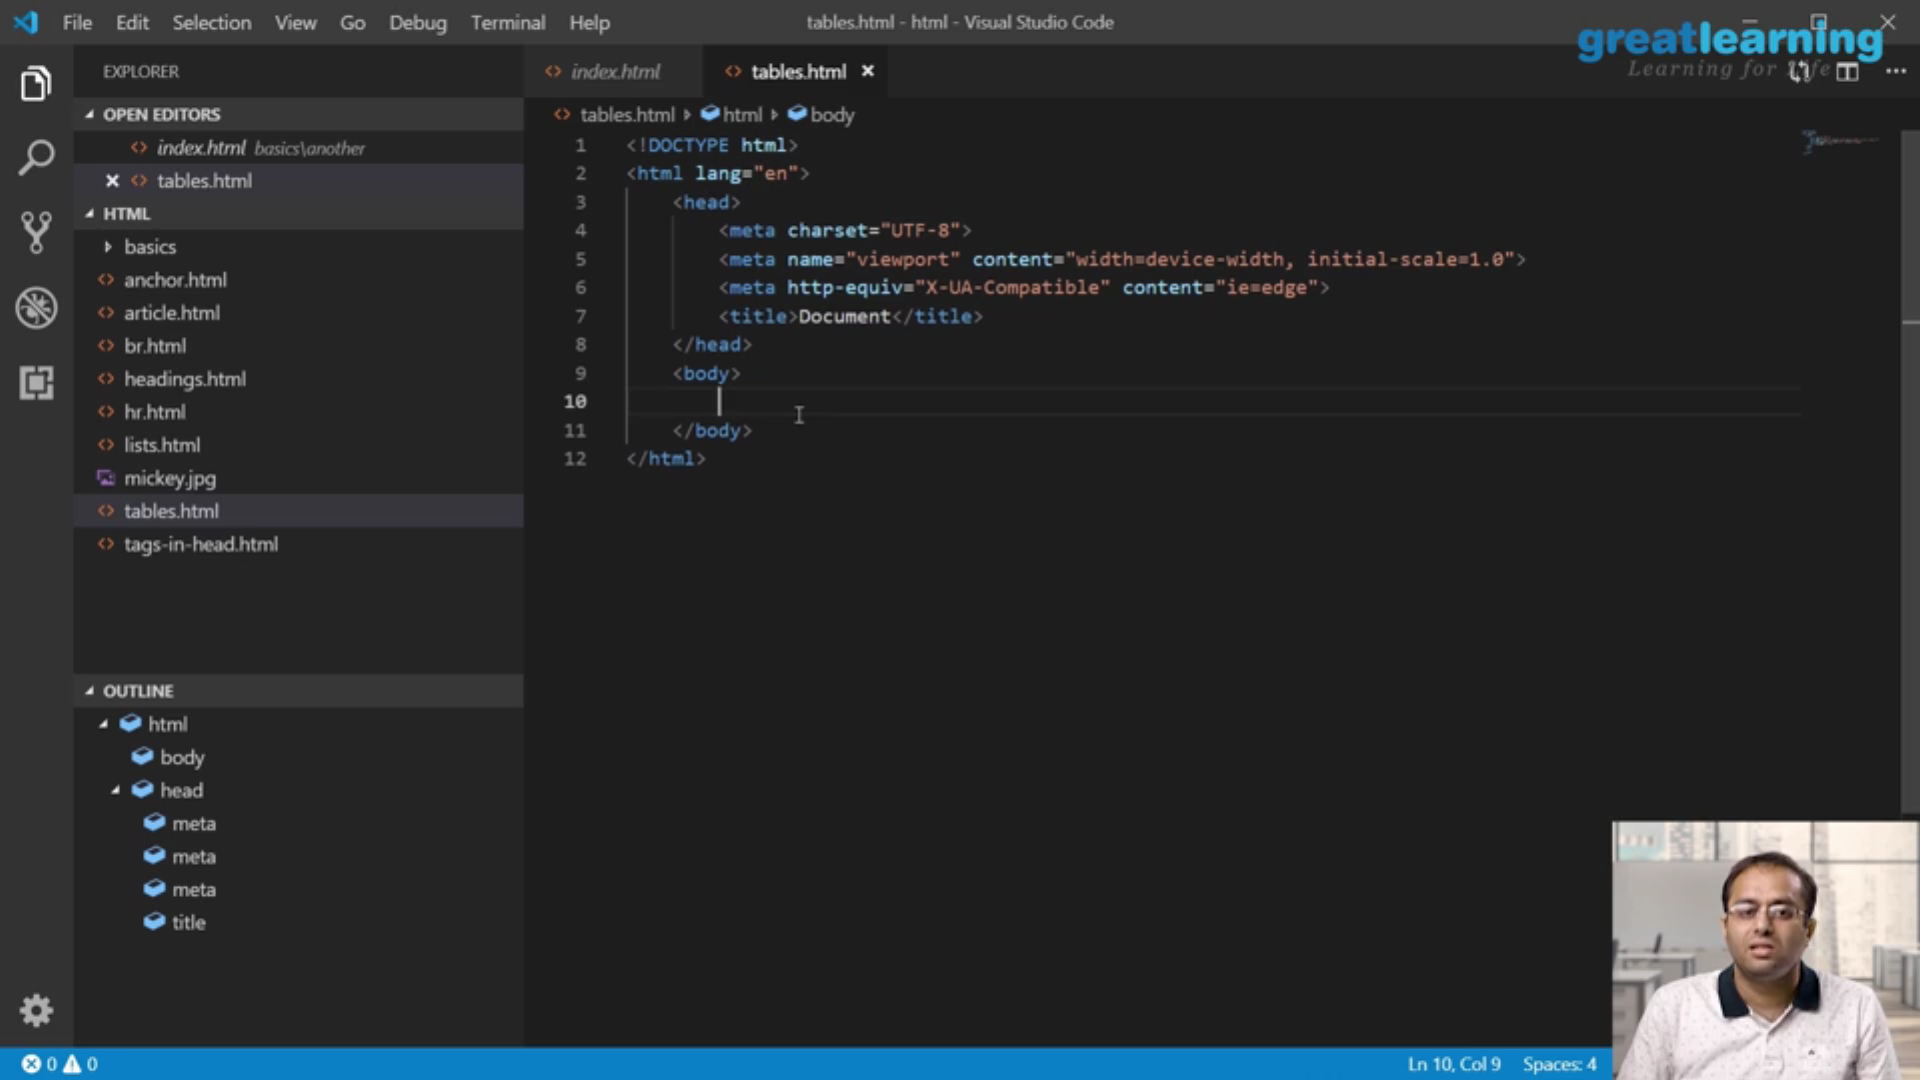 File Edit Selection View Go Debug Terminal Help
tables.html - html - Visual Studio Code
greatlearning
Learning for Life
EXPLORER
OPEN EDITORS
index.html basics\another
tables.html
HTML
basics
anchor.html
article.html
br.html
headings.html
hr.html
lists.html
mickey.jpg
tables.html
tags-in-head.html
OUTLINE
html
body
head
meta
meta
meta
title
index.html
tables.html
tables.html html body
1 <!DOCTYPE html>
2 <html lang="en">
3 <head>
4 <meta charset="UTF-8">
5 <meta name="viewport" content="width=device-width, initial-scale=1.0">
6 <meta http-equiv="X-UA-Compatible" content="ie=edge">
7 <title>Document</title>
8 </head>
9 <body>
10
11 </body>
12 </html>
0 0
Ln 10, Col 9 Spaces: 4